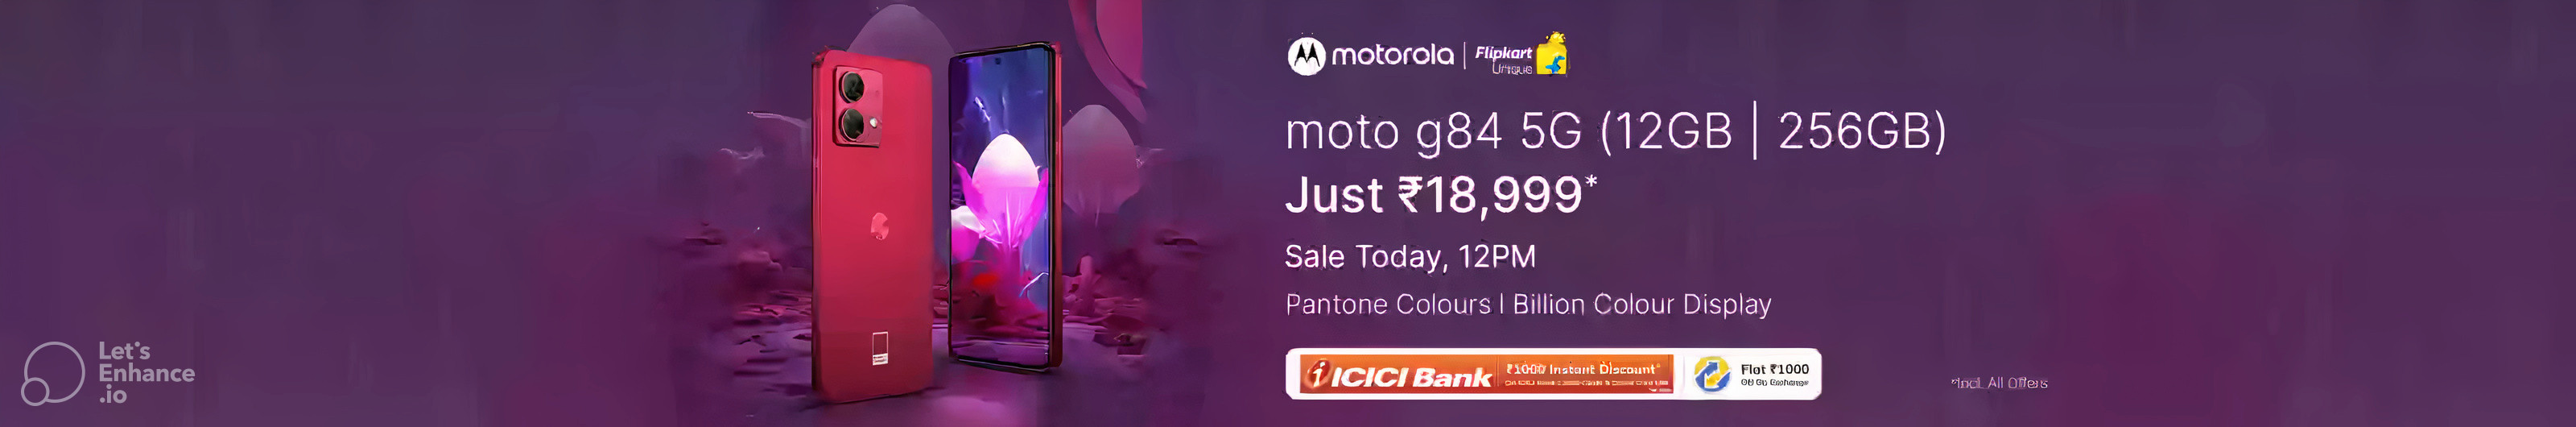 motorola | Flipkart
Unique
moto g84 5G (12GB | 256GB)
Just ₹18,999*
Sale Today, 12PM
Pantone Colours | Billion Colour Display
ICICI Bank
₹1000 Instant Discount*
Flat ₹1000
*Incl. All Offers
Let's
Enhance
.io